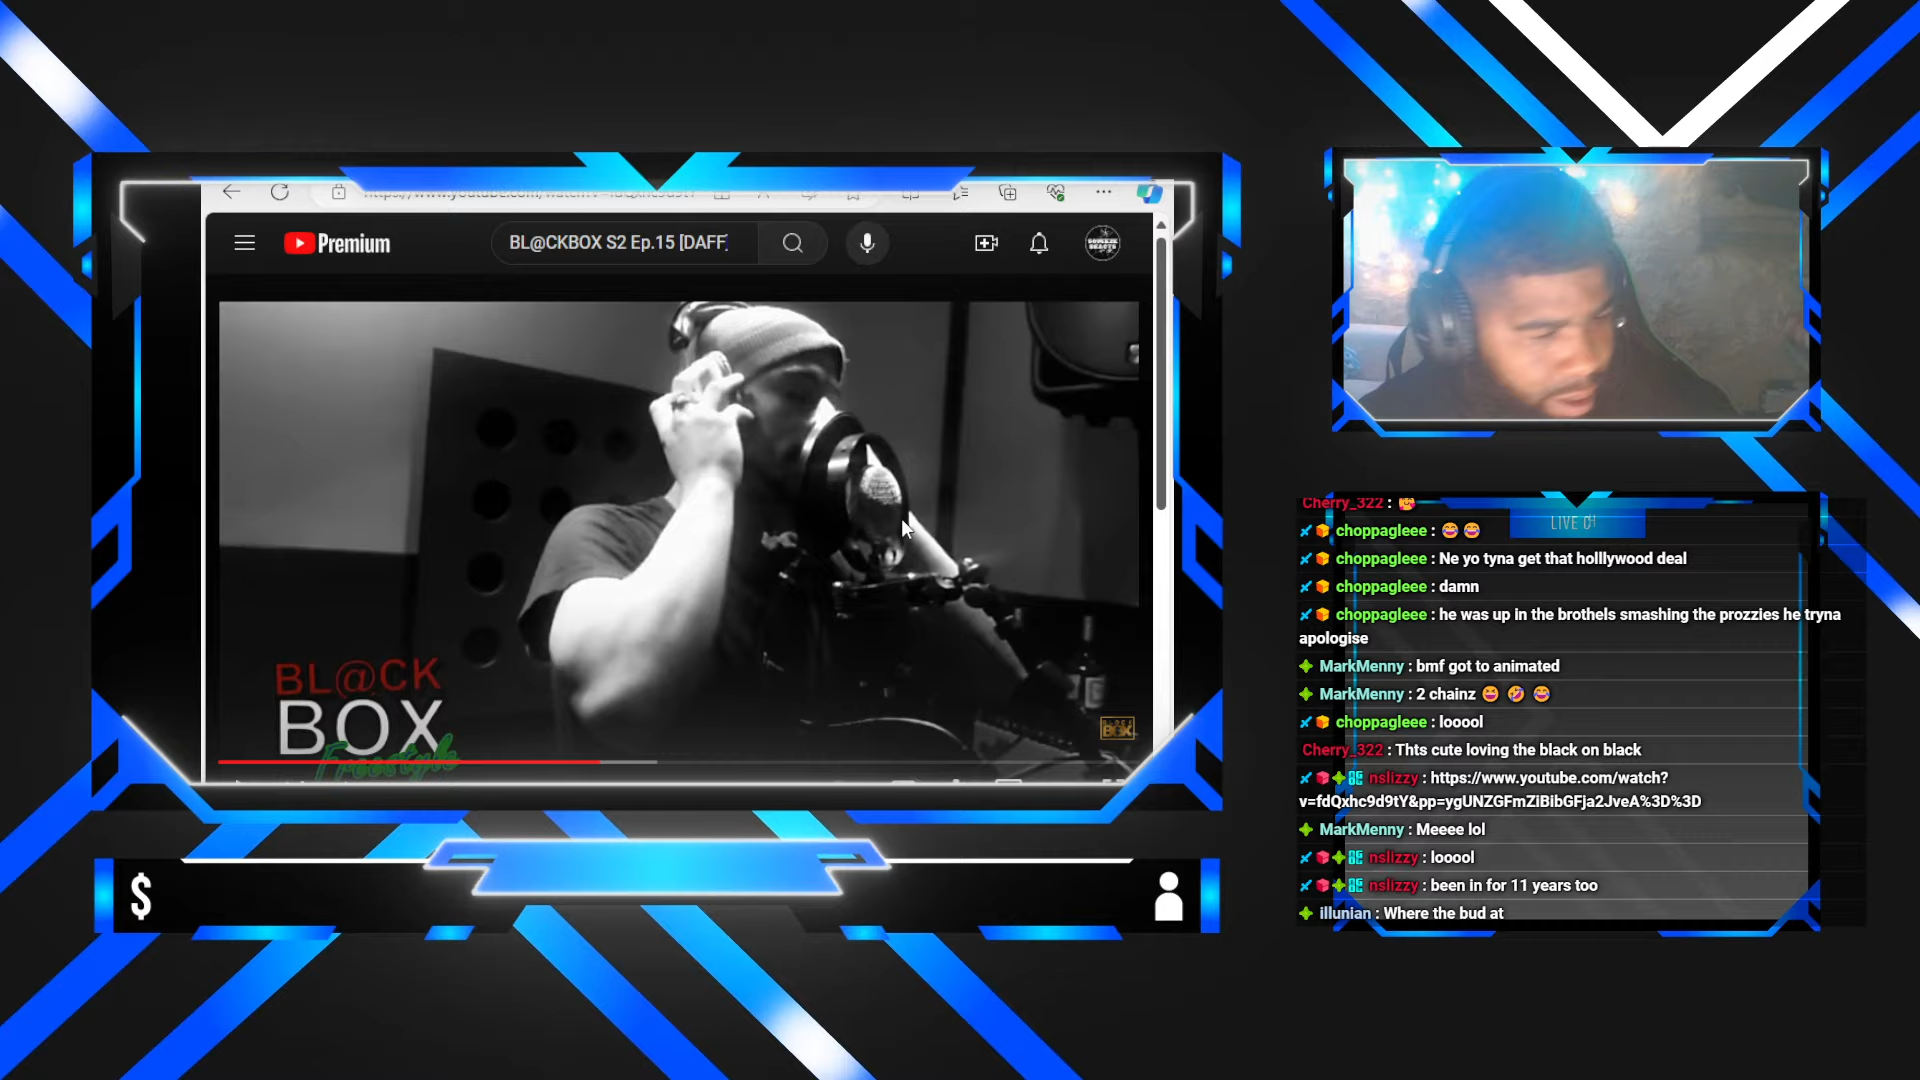 Premium
BL@CKBOX S2 Ep.15 [DAFF
BL@CK
BOX
Freestyle
BLOCK
BOX
$
LIVE CH
Cherry_322 : 🥰
choppagleee : 😂 😂
choppagleee : Ne yo tyna get that holllywood deal
choppagleee : damn
choppagleee : he was up in the brothels smashing the prozzies he tryna
apologise
MarkMenny : bmf got to animated
MarkMenny : 2 chainz 😆 🤣 😂
choppagleee : looool
Cherry_322 : Thts cute loving the black on black
nslizzy : https://www.youtube.com/watch?
v=fdQxhc9d9tY&pp=ygUNZGFmZiBibGFja2JveA%3D%3D
MarkMenny : Meeee lol
nslizzy : looool
nslizzy : been in for 11 years too
illunian : Where the bud at